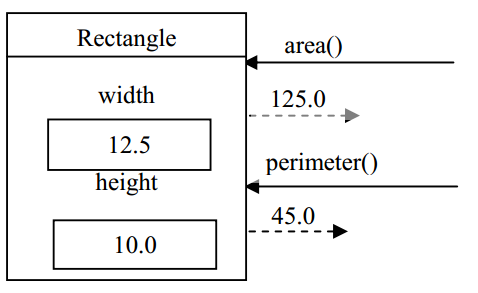 Rectangle
area()
width
125.0
12.5
perimeter()
height
45.0
10.0